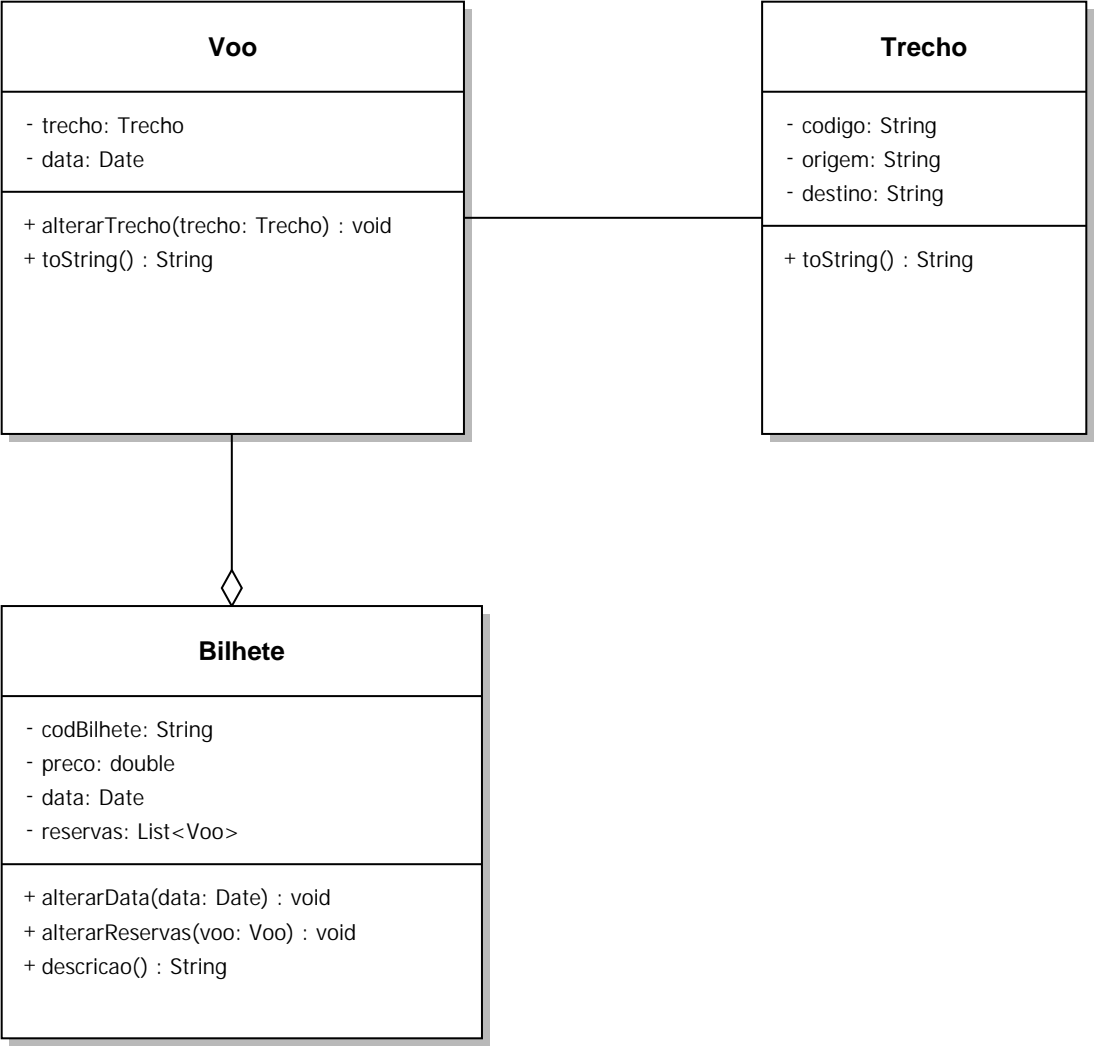 Voo
- trecho: Trecho
- data: Date
+ alterarTrecho(trecho: Trecho) : void
+ toString() : String
Trecho
- codigo: String
- origem: String
- destino: String
+ toString() : String
Bilhete
- codBilhete: String
- preco: double
- data: Date
- reservas: List<Voo>
+ alterarData(data: Date) : void
+ alterarReservas(voo: Voo) : void
+ descricao() : String